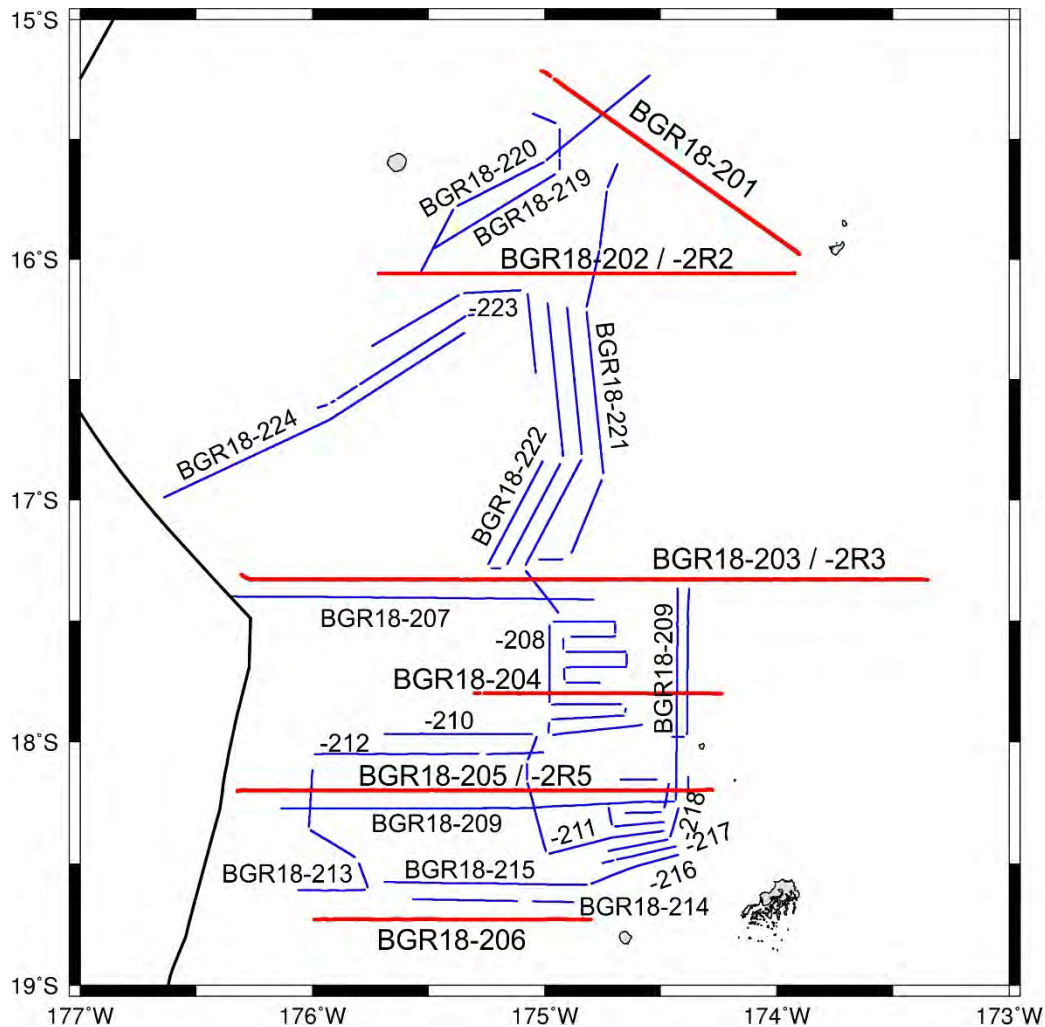 15°S
BGR18-201
BGR18-220
BGR18-219
16°S
BGR18-202 / -2R2
-223
BGR18-221
BGR18-224
BGR18-222
17°S
BGR18-203 / -2R3
BGR18-207
-208
BGR18-209
BGR18-204
-210
18°S
-212
BGR18-205 / -2R5
BGR18-209
-218
-211
-217
BGR18-213
BGR18-215
-216
BGR18-214
BGR18-206
19°S
177°W
176°W
175°W
174°W
173°W